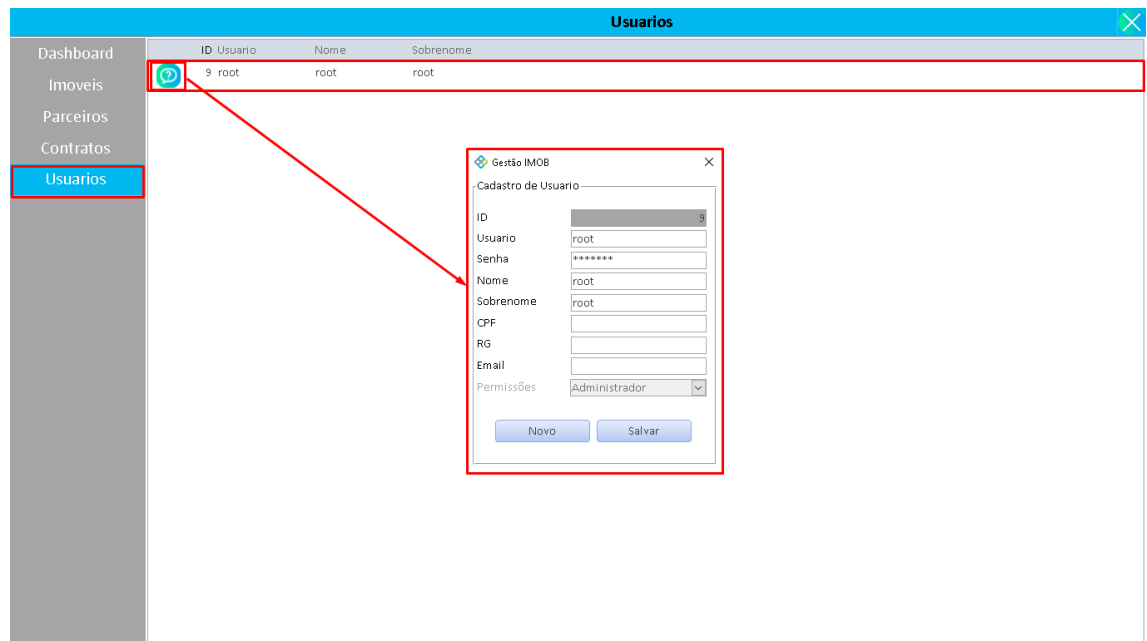 Usuarios
Dashboard
Imoveis
Parceiros
Contratos
Usuarios
ID Usuario Nome Sobrenome
9 root root root
Gestão IMOB
Cadastro de Usuario
ID 9
Usuario root
Senha *******
Nome root
Sobrenome root
CPF
RG
Email
Permissões Administrador
Novo Salvar